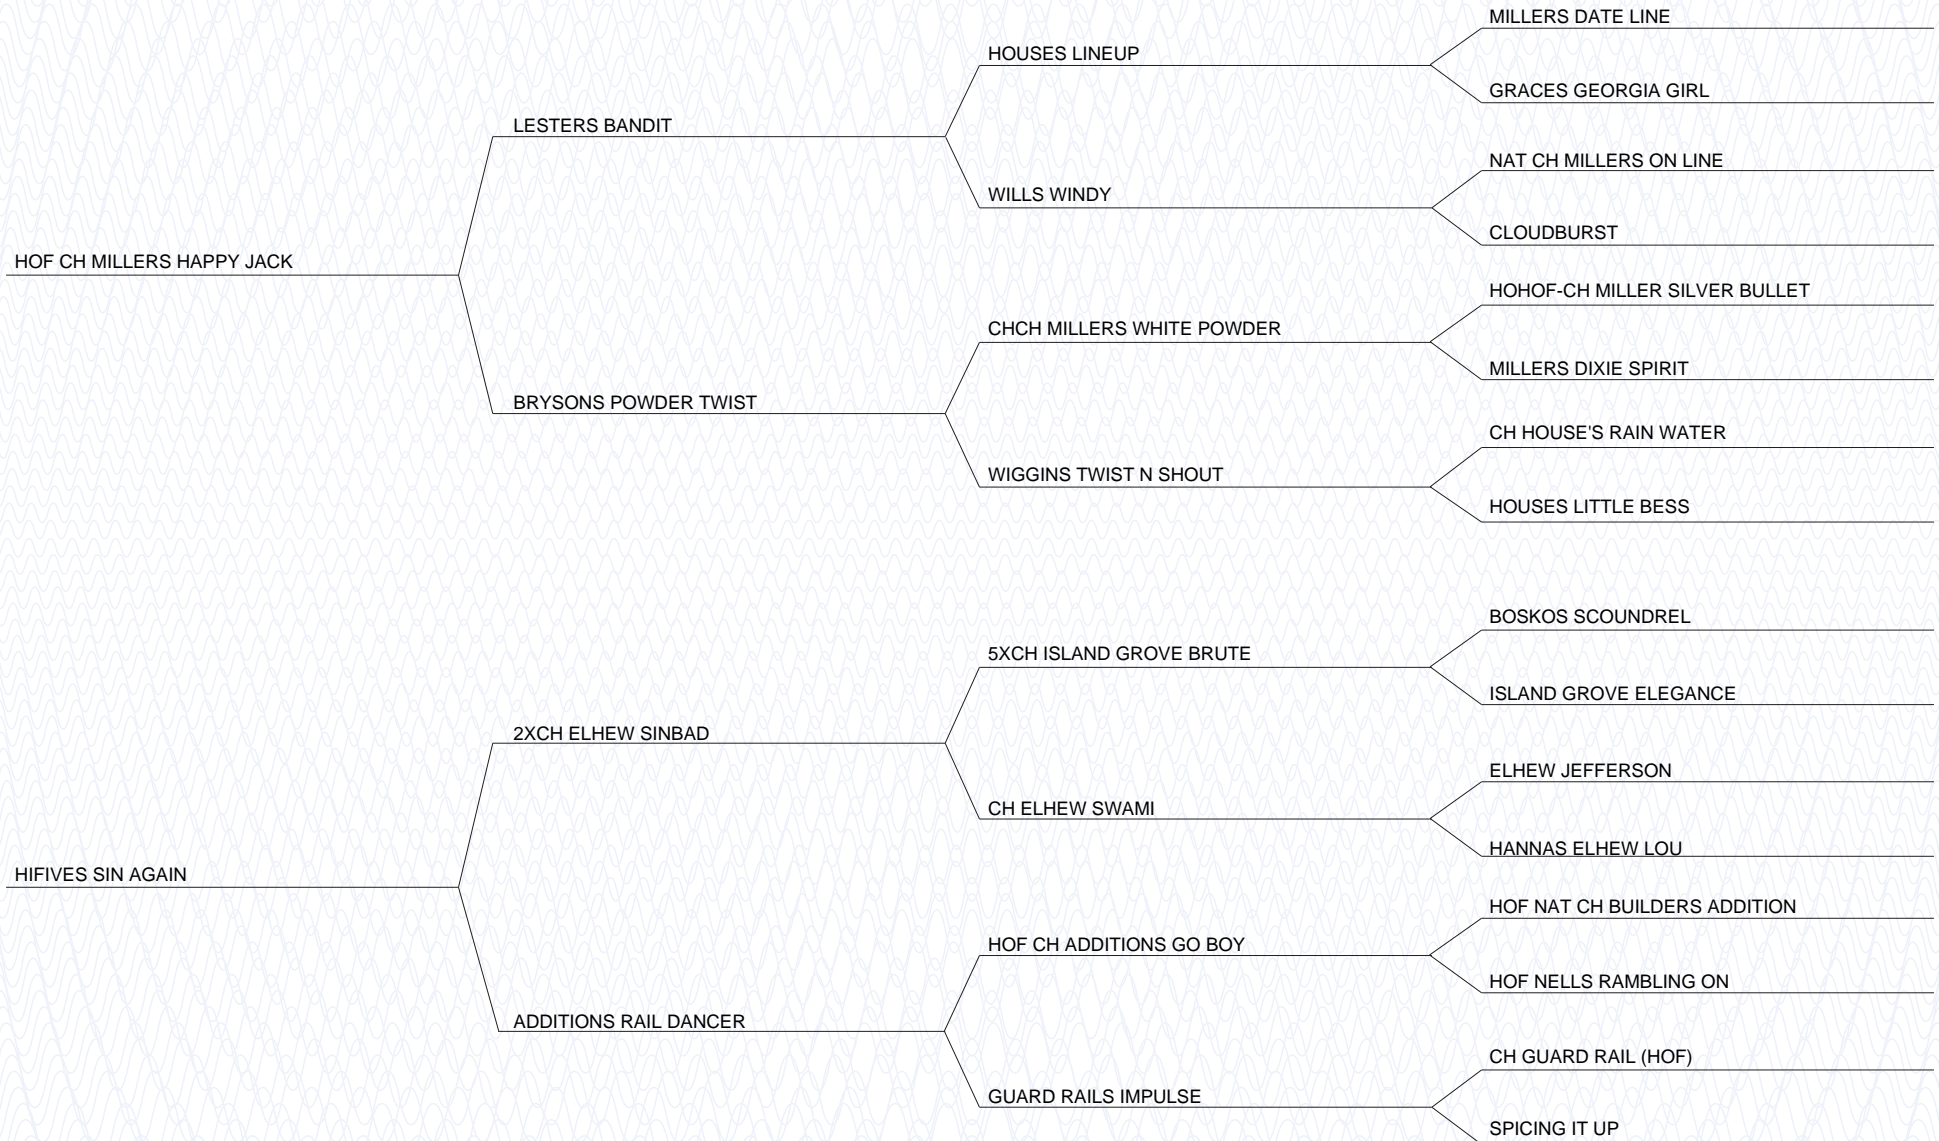 MILLERS DATE LINE
HOUSES LINEUP
GRACES GEORGIA GIRL
LESTERS BANDIT
NAT CH MILLERS ON LINE
WILLS WINDY
CLOUDBURST
HOF CH MILLERS HAPPY JACK
HOHOF-CH MILLER SILVER BULLET
CHCH MILLERS WHITE POWDER
MILLERS DIXIE SPIRIT
BRYSONS POWDER TWIST
CH HOUSE'S RAIN WATER
WIGGINS TWIST N SHOUT
HOUSES LITTLE BESS
BOSKOS SCOUNDREL
5XCH ISLAND GROVE BRUTE
ISLAND GROVE ELEGANCE
2XCH ELHEW SINBAD
ELHEW JEFFERSON
CH ELHEW SWAMI
HANNAS ELHEW LOU
HIFIVES SIN AGAIN
HOF NAT CH BUILDERS ADDITION
HOF CH ADDITIONS GO BOY
HOF NELLS RAMBLING ON
ADDITIONS RAIL DANCER
CH GUARD RAIL (HOF)
GUARD RAILS IMPULSE
SPICING IT UP